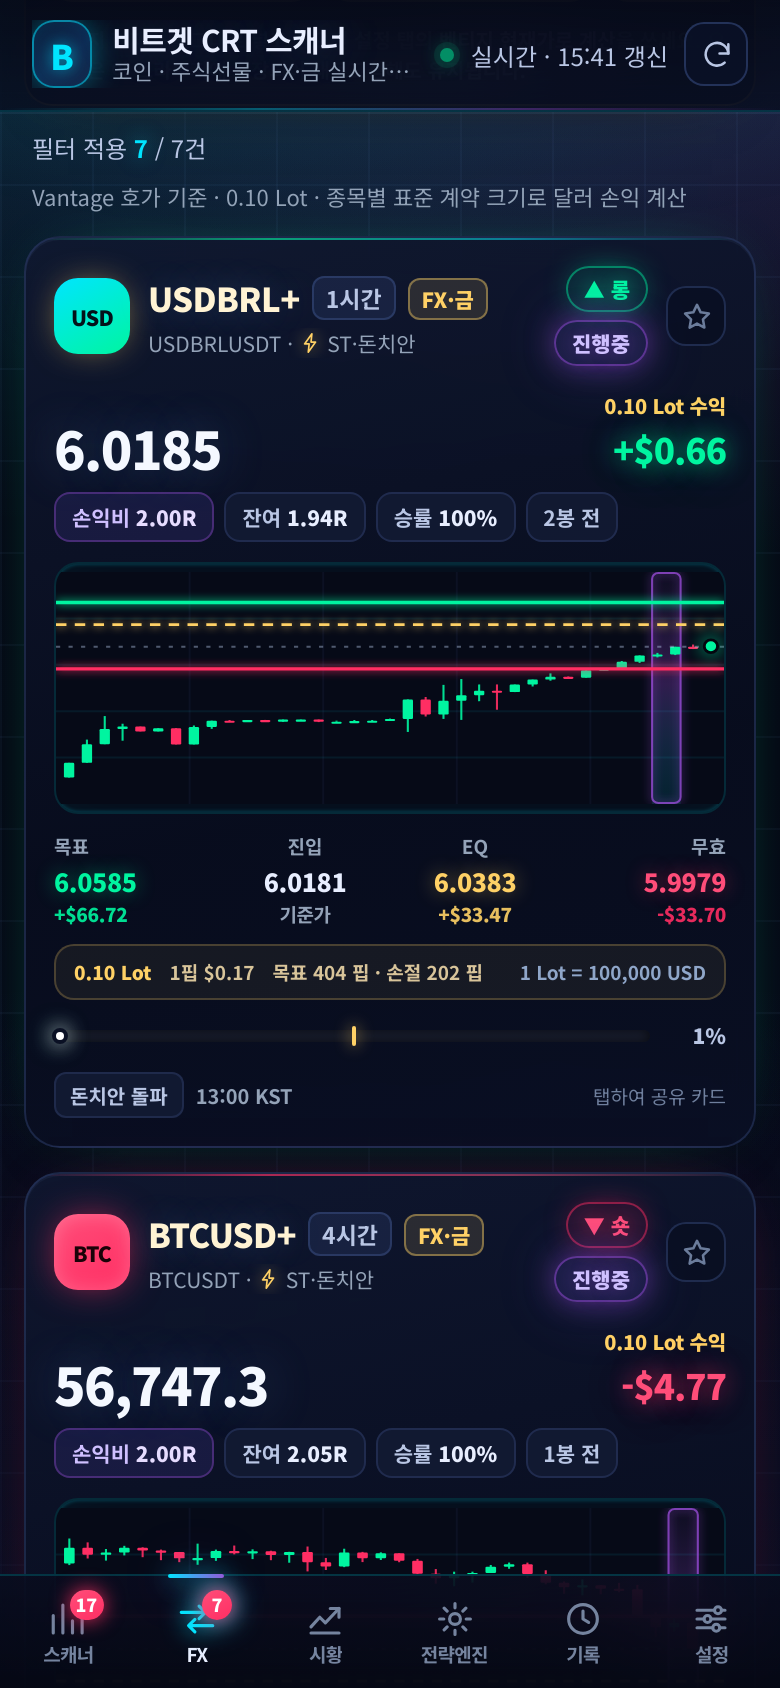 B
비트겟 CRT 스캐너
코인 · 주식선물 · FX·금 실시간…
실시간 · 15:41 갱신
필터 적용 7 / 7건
Vantage 호가 기준 · 0.10 Lot · 종목별 표준 계약 크기로 달러 손익 계산
USD
USDBRL+ 1시간 FX·금
▲ 롱
USDBRLUSDT · ⚡ ST·돈치안
진행중
0.10 Lot 수익
6.0185
+$0.66
손익비 2.00R 잔여 1.94R 승률 100% 2봉 전
목표 진입 EQ 무효
6.0585 6.0181 6.0383 5.9979
+$66.72 기준가 +$33.47 -$33.70
0.10 Lot 1핍 $0.17 목표 404 핍 · 손절 202 핍 1 Lot = 100,000 USD
1%
돈치안 돌파 13:00 KST 탭하여 공유 카드
BTC
BTCUSD+ 4시간 FX·금
▼ 숏
BTCUSDT · ⚡ ST·돈치안
진행중
0.10 Lot 수익
56,747.3
-$4.77
손익비 2.00R 잔여 2.05R 승률 100% 1봉 전
17 7
스캐너 FX 시황 전략엔진 기록 설정